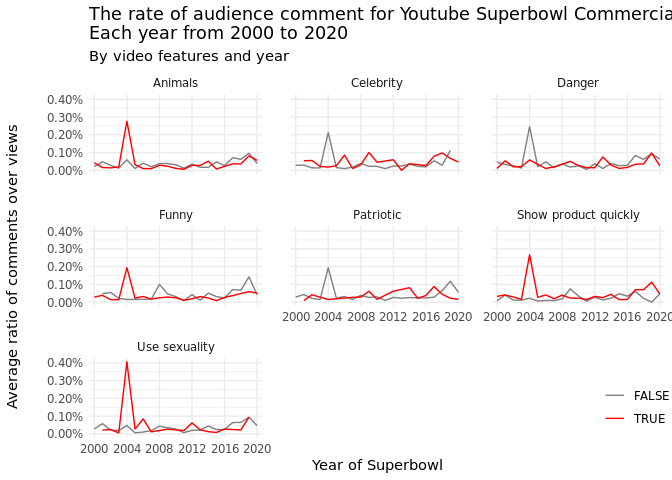 The rate of audience comment for Youtube Superbowl Commercia
Each year from 2000 to 2020
By video features and year
Animals
Celebrity
Danger
0.40%
0.30%
0.20%
0.10%
0.00%
Funny
Patriotic
Show product quickly
0.40%
0.30%
0.20%
0.10%
0.00%
2000 2004 2008 2012 2016 2020
2000 2004 2008 2012 2016 2020
Use sexuality
0.40%
0.30%
0.20%
0.10%
0.00%
2000 2004 2008 2012 2016 2020
FALSE
TRUE
Year of Superbowl
Average ratio of comments over views